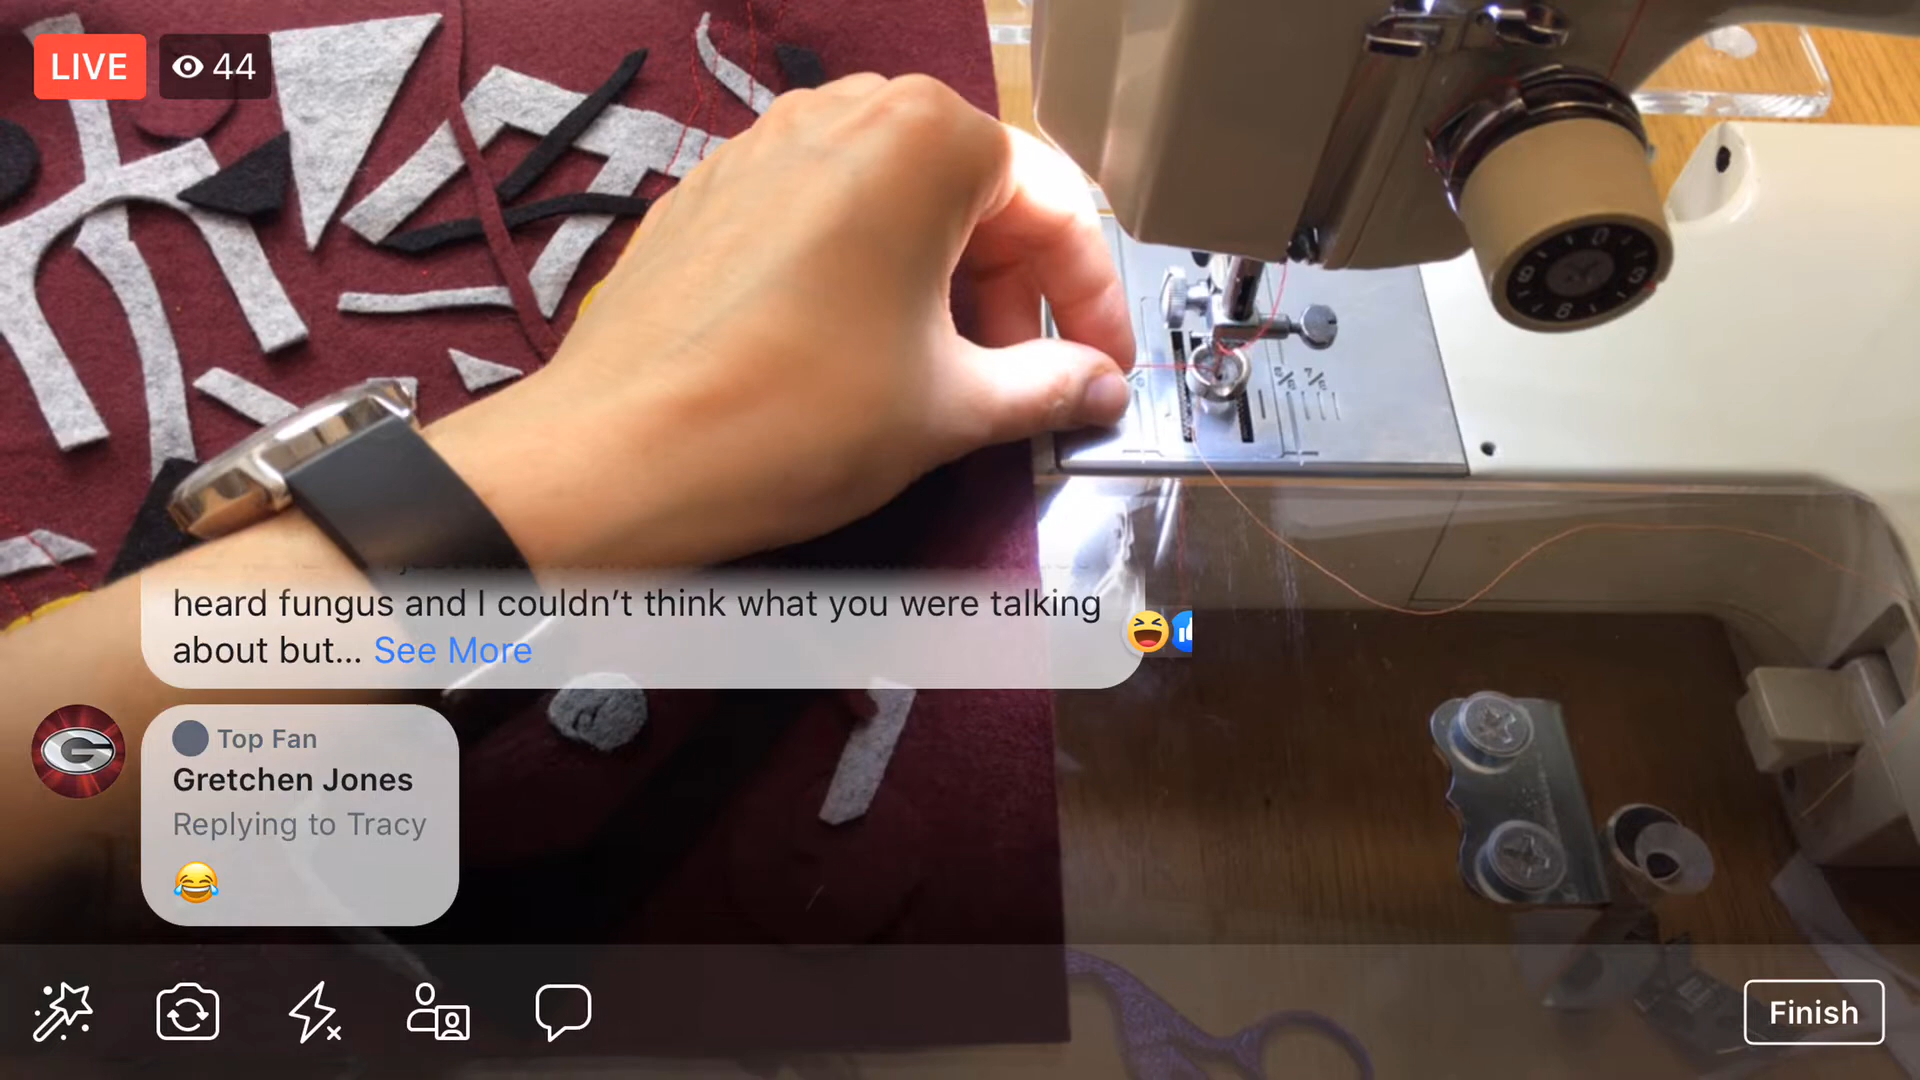 LIVE 44
heard fungus and I couldn't think what you were talking
about but... See More
Top Fan
Gretchen Jones
Replying to Tracy
G
Finish